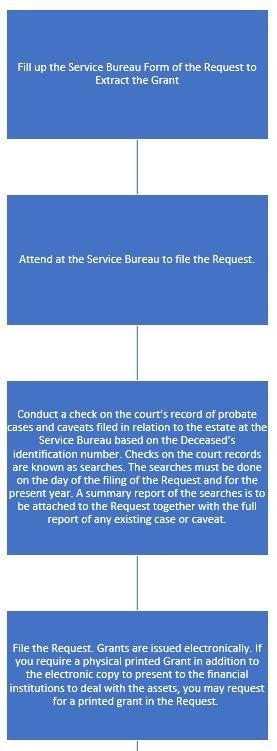 Fill up the Service Bureau Form of the Request to
Extract the Grant
Attend at the Service Bureau to file the Request.
Conduct a check on the court's record of probate
cases and caveats filed in relation to the estate at the
Service Bureau based on the Deceased's
identification number. Checks on the court records
are known as searches. The searches must be done
on the day of the filing of the Request and for the
present year. A summary report of the searches is to
be attached to the Request together with the full
report of any existing case or caveat.
File the Request. Grants are issued electronically. If
you require a physical printed Grant in addition to
the electronic copy to present to the financial
institutions to deal with the assets, you may request
for a printed grant in the Request.